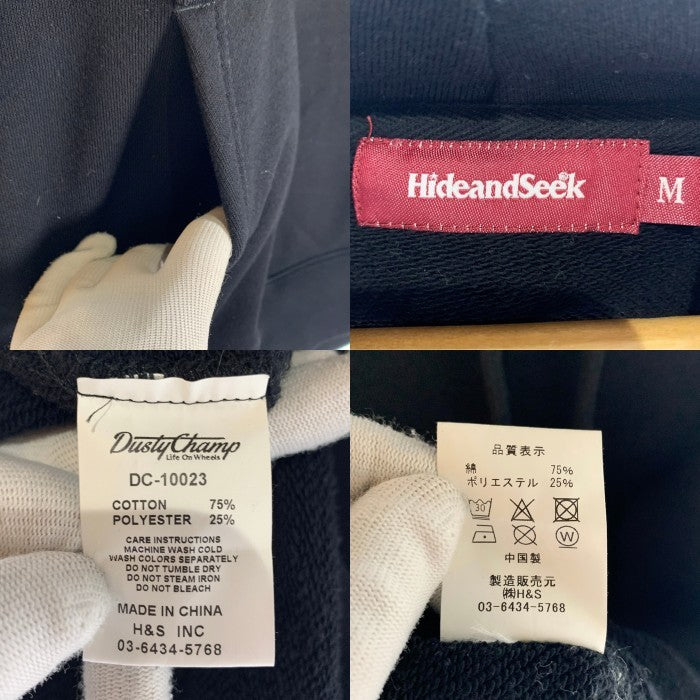 HideandSeek
M
DustyChamp
Life On Wheels
DC-10023
COTTON 75%
POLYESTER 25%
CARE INSTRUCTIONS
MACHINE WASH COLD
WASH COLORS SEPARATELY
DO NOT TUMBLE DRY
DO NOT STEAM IRON
DO NOT BLEACH
MADE IN CHINA
H&S INC
03-6434-5768
品質表示
綿 75%
ポリエステル 25%
30
W
中国製
製造販売元
㈱H&S
03-6434-5768